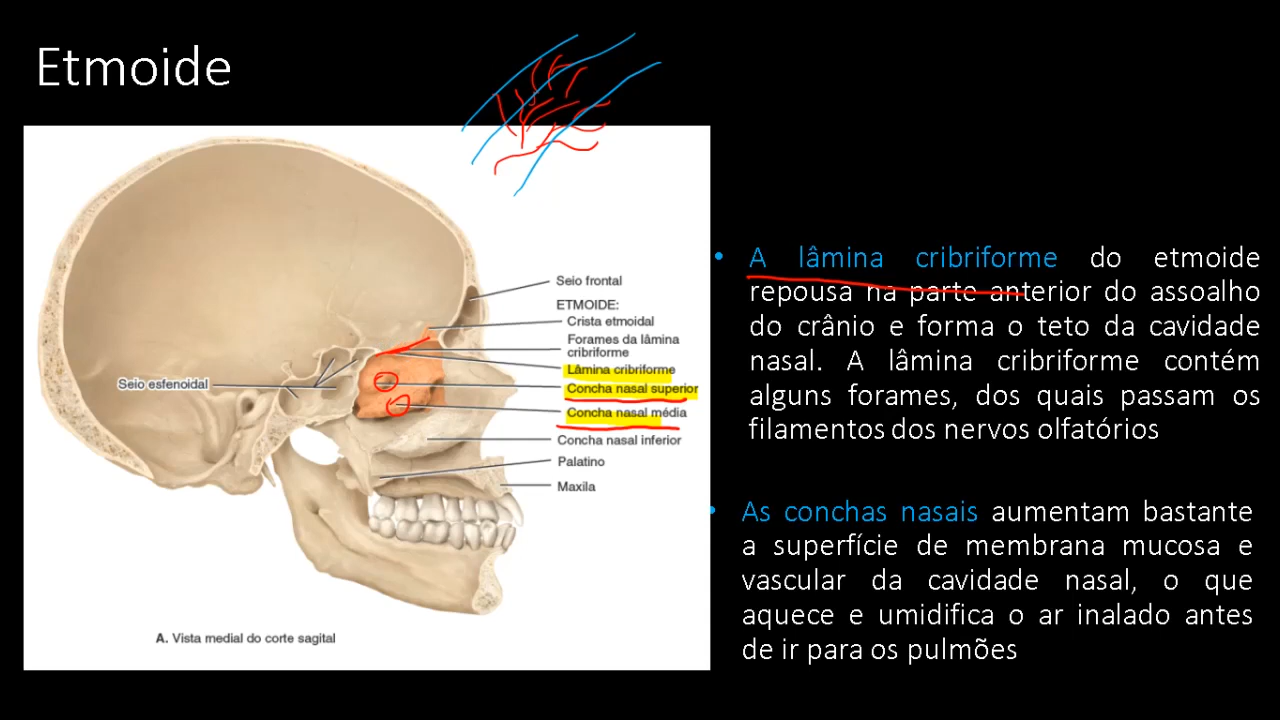 Etmoide
Seio frontal
ETMOIDE:
Crista etmoidal
Forames da lâmina
cribriforme
Lâmina cribriforme
Concha nasal superior
Concha nasal média
Concha nasal inferior
Palatino
Maxila
Seio esfenoidal
A. Vista medial do corte sagital
• A lâmina cribriforme do etmoide
repousa na parte anterior do assoalho
do crânio e forma o teto da cavidade
nasal. A lâmina cribriforme contém
alguns forames, dos quais passam os
filamentos dos nervos olfatórios
• As conchas nasais aumentam bastante
a superfície de membrana mucosa e
vascular da cavidade nasal, o que
aquece e umidifica o ar inalado antes
de ir para os pulmões